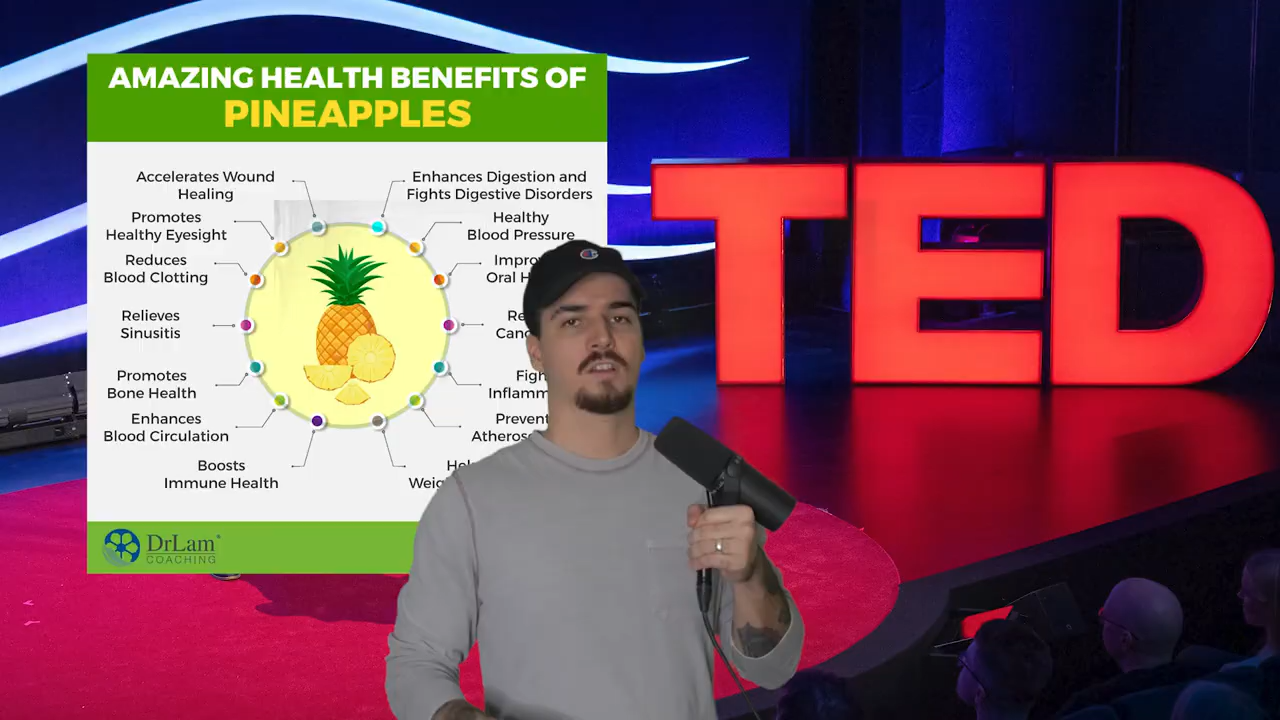 AMAZING HEALTH BENEFITS OF
PINEAPPLES
Accelerates Wound
Healing
Enhances Digestion and
Fights Digestive Disorders
Promotes
Healthy Eyesight
Healthy
Blood Pressure
Reduces
Blood Clotting
Oral
Relieves
Sinusitis
Promotes
Bone Health
Enhances
Blood Circulation
Boosts
Immune Health
DrLam
COACHING
TED